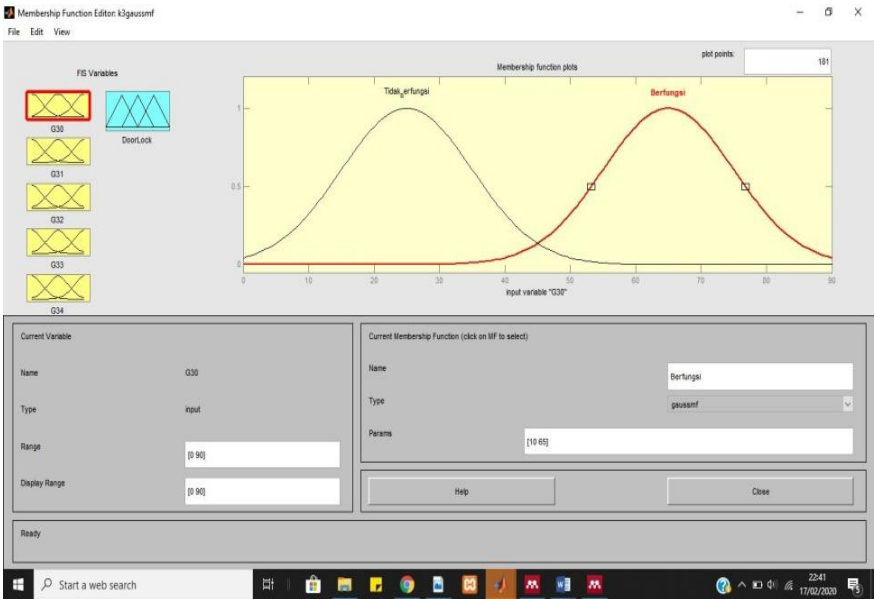 Membership Function Editor: k3gaussmf
File Edit View
FIS Variables
G30
G31
G32
G33
G34
DoorLock
Membership function plots
plot points:
181
Tidak_berfungsi
Berfungsi
1
0.5
0
0 10 20 30 40 50 60 70 80 90
input variable "G30"
Current Variable
Name G30
Type input
Range [0 90]
Display Range [0 90]
Current Membership Function (click on MF to select)
Name Berfungsi
Type gaussmf
Params [10 65]
Help Close
Ready
Start a web search
22:41
17/02/2020